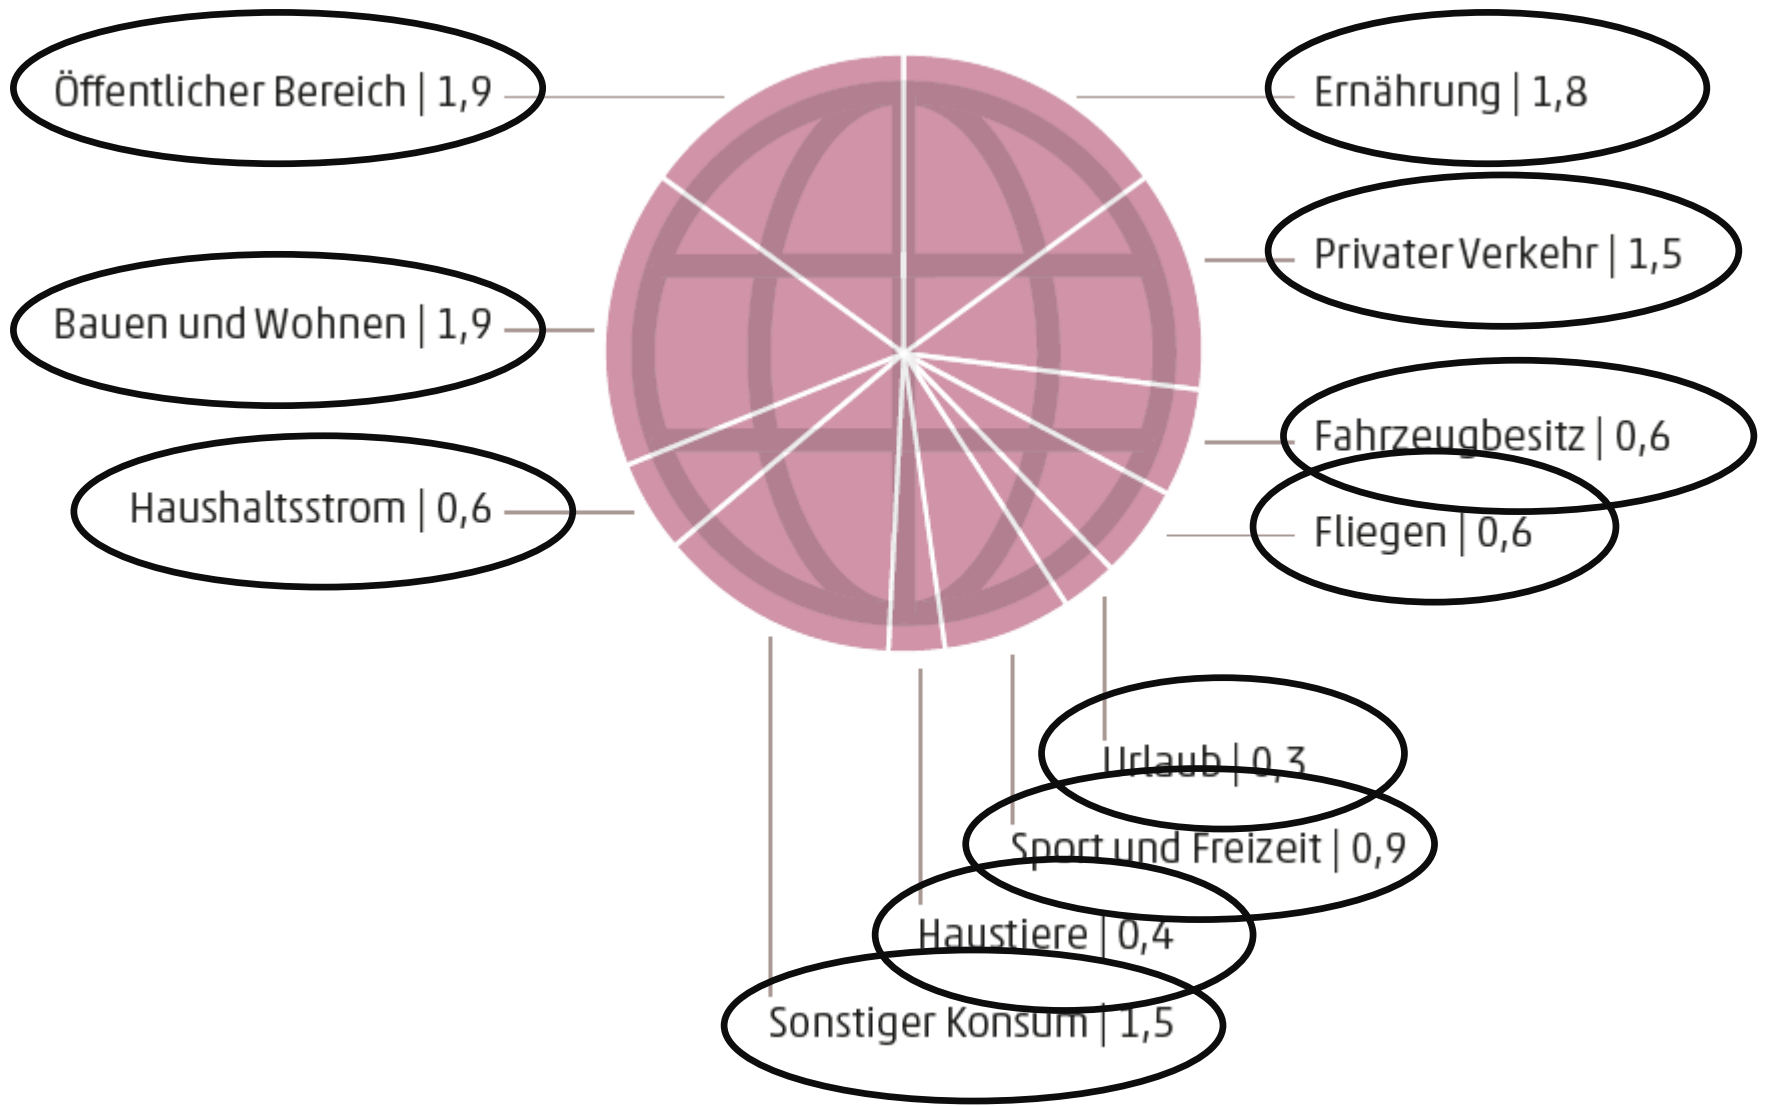 Öffentlicher Bereich | 1,9
Ernährung | 1,8
Privater Verkehr | 1,5
Bauen und Wohnen | 1,9
Fahrzeugbesitz | 0,6
Haushaltsstrom | 0,6
Fliegen | 0,6
Urlaub | 0,3
Sport und Freizeit | 0,9
Haustiere | 0,4
Sonstiger Konsum | 1,5